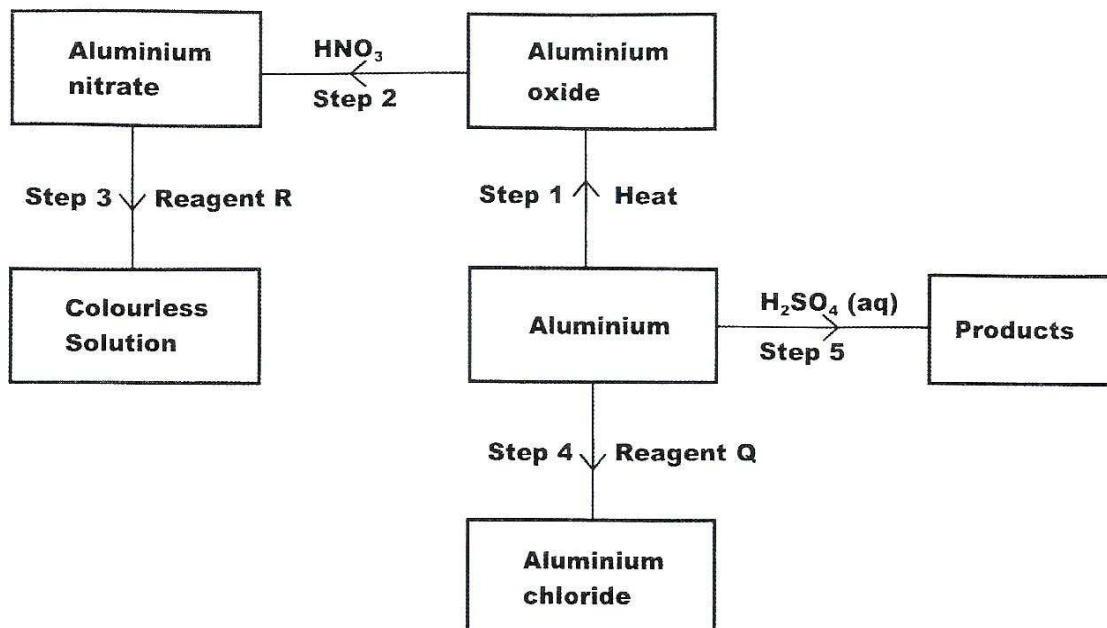 Aluminium
nitrate
HNO₃
Step 2
Aluminium
oxide
Step 3
Reagent R
Step 1
Heat
Colourless
Solution
Aluminium
H₂SO₄ (aq)
Step 5
Products
Step 4
Reagent Q
Aluminium
chloride